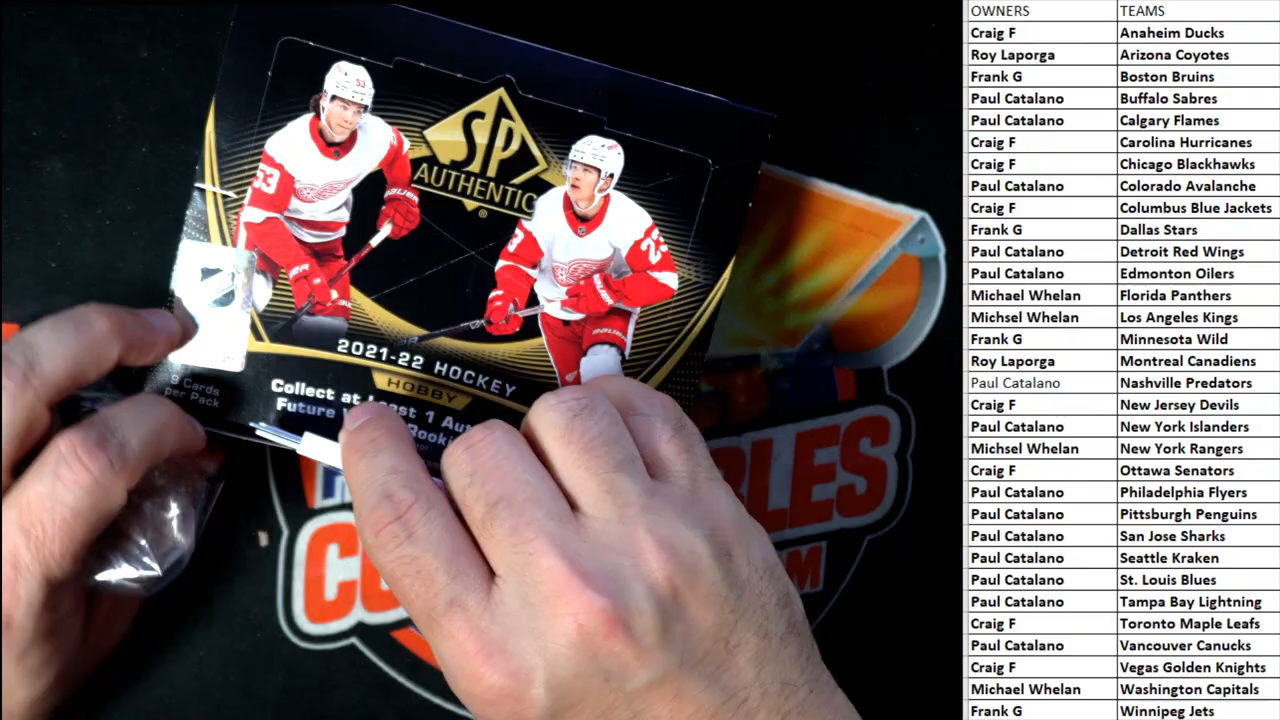 53
SP
AUTHENTIC
53
23
BAUER
2021-22 HOCKEY
HOBBY
8 Cards
per Pack
Collect at Least 1 Aut
Future
Rooki
OWNERS TEAMS
Craig F Anaheim Ducks
Roy Laporga Arizona Coyotes
Frank G Boston Bruins
Paul Catalano Buffalo Sabres
Paul Catalano Calgary Flames
Craig F Carolina Hurricanes
Craig F Chicago Blackhawks
Paul Catalano Colorado Avalanche
Craig F Columbus Blue Jackets
Frank G Dallas Stars
Paul Catalano Detroit Red Wings
Paul Catalano Edmonton Oilers
Michael Whelan Florida Panthers
Michsel Whelan Los Angeles Kings
Frank G Minnesota Wild
Roy Laporga Montreal Canadiens
Paul Catalano Nashville Predators
Craig F New Jersey Devils
Paul Catalano New York Islanders
Michsel Whelan New York Rangers
Craig F Ottawa Senators
Paul Catalano Philadelphia Flyers
Paul Catalano Pittsburgh Penguins
Paul Catalano San Jose Sharks
Paul Catalano Seattle Kraken
Paul Catalano St. Louis Blues
Paul Catalano Tampa Bay Lightning
Craig F Toronto Maple Leafs
Paul Catalano Vancouver Canucks
Craig F Vegas Golden Knights
Michael Whelan Washington Capitals
Frank G Winnipeg Jets